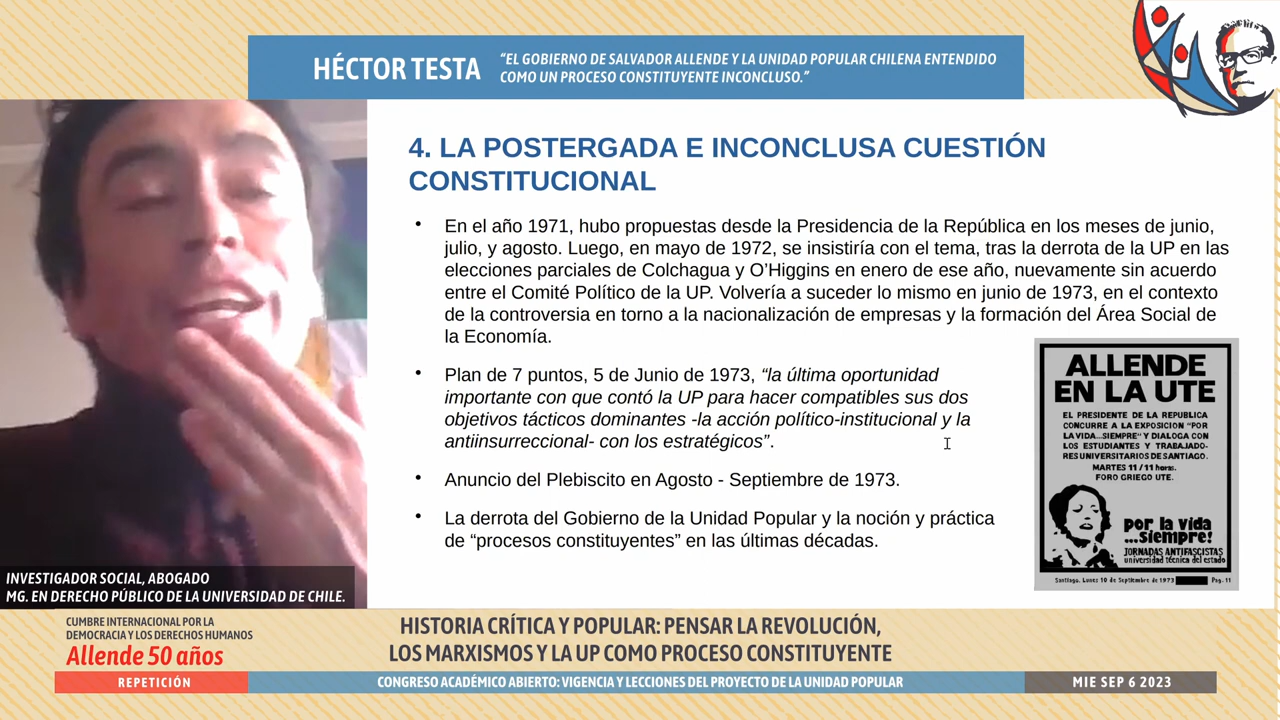 HÉCTOR TESTA
“EL GOBIERNO DE SALVADOR ALLENDE Y LA UNIDAD POPULAR CHILENA ENTENDIDO
COMO UN PROCESO CONSTITUYENTE INCONCLUSO.”
4. LA POSTERGADA E INCONCLUSA CUESTIÓN
CONSTITUCIONAL
• En el año 1971, hubo propuestas desde la Presidencia de la República en los meses de junio,
julio, y agosto. Luego, en mayo de 1972, se insistiría con el tema, tras la derrota de la UP en las
elecciones parciales de Colchagua y O’Higgins en enero de ese año, nuevamente sin acuerdo
entre el Comité Político de la UP. Volvería a suceder lo mismo en junio de 1973, en el contexto
de la controversia en torno a la nacionalización de empresas y la formación del Área Social de
la Economía.
• Plan de 7 puntos, 5 de Junio de 1973, “la última oportunidad
importante con que contó la UP para hacer compatibles sus dos
objetivos tácticos dominantes -la acción político-institucional y la
antiinsurreccional- con los estratégicos”.
• Anuncio del Plebiscito en Agosto - Septiembre de 1973.
• La derrota del Gobierno de la Unidad Popular y la noción y práctica
de “procesos constituyentes” en las últimas décadas.
ALLENDE
EN LA UTE
EL PRESIDENTE DE LA REPUBLICA
CONCURRE A LA EXPOSICION “POR
LA VIDA...SIEMPRE” Y DIALOGA CON
LOS ESTUDIANTES Y TRABAJADO-
RES UNIVERSITARIOS DE SANTIAGO.
MARTES 11 / 11 horas.
FORO GRIEGO UTE.
por la vida
...siempre!
JORNADAS ANTIFASCISTAS
universidad técnica del estado
Santiago, Lunes 10 de Septiembre de 1973 Pág. 11
INVESTIGADOR SOCIAL, ABOGADO
MG. EN DERECHO PÚBLICO DE LA UNIVERSIDAD DE CHILE.
CUMBRE INTERNACIONAL POR LA
DEMOCRACIA Y LOS DERECHOS HUMANOS
Allende 50 años
REPETICIÓN
HISTORIA CRÍTICA Y POPULAR: PENSAR LA REVOLUCIÓN,
LOS MARXISMOS Y LA UP COMO PROCESO CONSTITUYENTE
CONGRESO ACADÉMICO ABIERTO: VIGENCIA Y LECCIONES DEL PROYECTO DE LA UNIDAD POPULAR
MIE SEP 6 2023